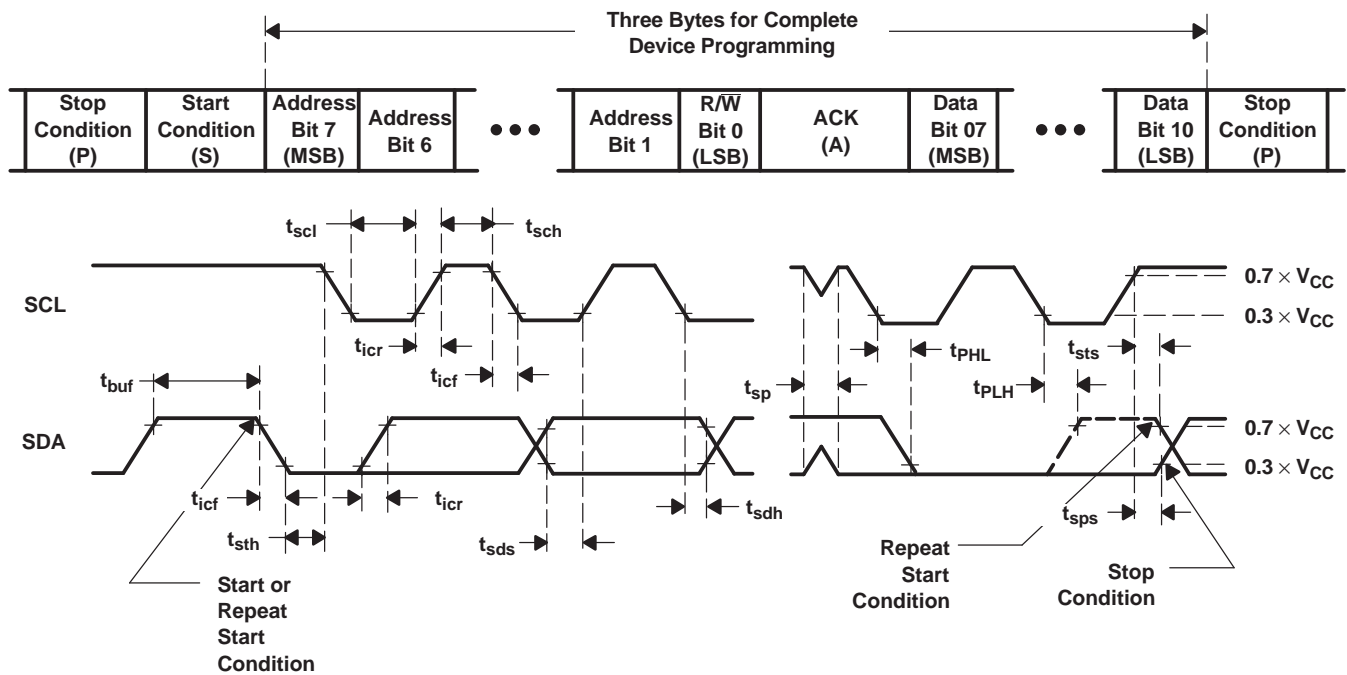 Three Bytes for Complete
Device Programming
Stop
Condition
(P)
Start
Condition
(S)
Address
Bit 7
(MSB)
Address
Bit 6
•••
Address
Bit 1
R/W̅
Bit 0
(LSB)
ACK
(A)
Data
Bit 07
(MSB)
•••
Data
Bit 10
(LSB)
Stop
Condition
(P)
tscl
tsch
SCL
0.7 × VCC
0.3 × VCC
ticr
ticf
tbuf
tsp
tPHL
tPLH
tsts
SDA
0.7 × VCC
0.3 × VCC
ticf
ticr
tsth
tsds
tsdh
tsps
Start or
Repeat
Start
Condition
Repeat
Start
Condition
Stop
Condition